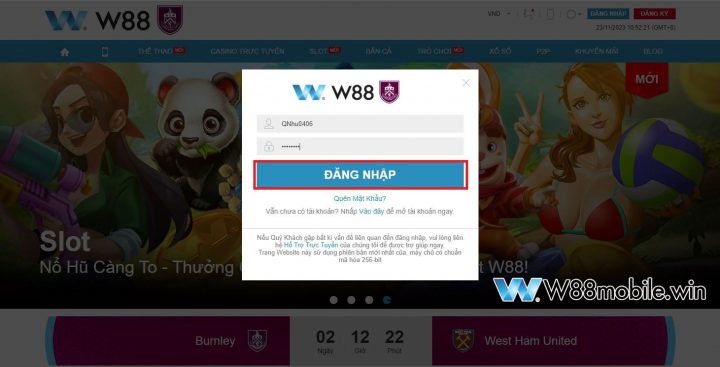 W88
VND
ĐĂNG NHẬP
ĐĂNG KÝ
23/11/2023 10:52:21 (GMT+8)
THỂ THAO MỚI
CASINO TRỰC TUYẾN
SLOT MỚI
BẮN CÁ
TRÒ CHƠI MỚI
XỔ SỐ
P2P
KHUYẾN MÃI
BLOG
MỚI
W88
QNhu0406
ĐĂNG NHẬP
Quên Mật Khẩu?
Vẫn chưa có tài khoản? Nhấp Vào đây để mở tài khoản ngay.
Nếu Quý Khách gặp bất kì vấn đề liên quan đến đăng nhập, vui lòng liên
hệ Hỗ Trợ Trực Tuyến của chúng tôi để được trợ giúp ngay.
Trang Website này sử dụng phiên bản mới nhất của, máy chủ có chuẩn
mã hóa 256-bit
Slot
Nổ Hũ Càng To - Thưởng
W88!
W88mobile.win
Burnley
02 12 22
Ngày Giờ Phút
West Ham United